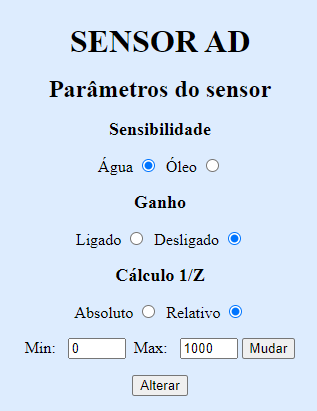 SENSOR AD
Parâmetros do sensor
Sensibilidade
Água Óleo
Ganho
Ligado Desligado
Cálculo 1/Z
Absoluto Relativo
Min: 0 Max: 1000 Mudar
Alterar